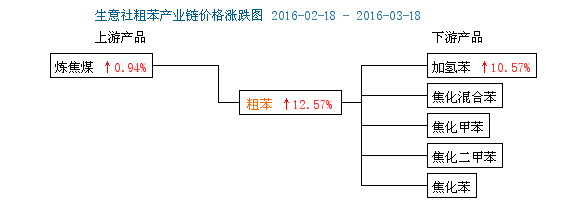 生意社粗苯产业链价格涨跌图 2016-02-18 - 2016-03-18
上游产品 下游产品
炼焦煤 ↑0.94% 加氢苯 ↑10.57%
焦化混合苯
粗苯 ↑12.57%
焦化甲苯
焦化二甲苯
焦化苯